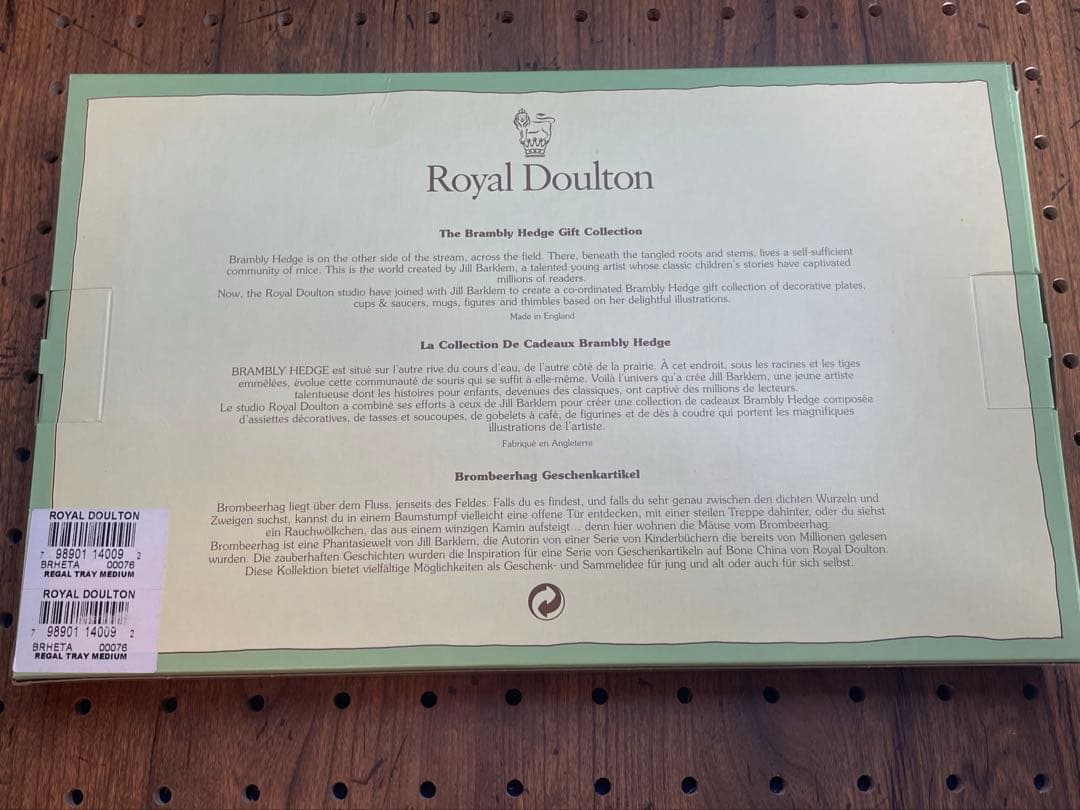 Royal Doulton
The Brambly Hedge Gift Collection
Brambly Hedge is on the other side of the stream, across the field. There, beneath the tangled roots and stems, lives a self-sufficient
community of mice. This is the world created by Jill Barklem, a talented young artist whose classic children's stories have captivated
millions of readers.
Now, the Royal Doulton studio have joined with Jill Barklem to create a co-ordinated Brambly Hedge gift collection of decorative plates,
cups & saucers, mugs, figures and thimbles based on her delightful illustrations.
Made in England
La Collection De Cadeaux Brambly Hedge
BRAMBLY HEDGE est situé sur l'autre rive du cours d'eau, de l'autre côté de la prairie. À cet endroit, sous les racines et les tiges
emmêlées, évolue cette communauté de souris qui se suffit à elle-même. Voilà l'univers qu'a crée Jill Barklem, une jeune artiste
talentueuse dont les histoires pour enfants, devenues des classiques, ont captivé des millions de lecteurs.
Le studio Royal Doulton a combiné ses efforts à ceux de Jill Barklem pour créer une collection de cadeaux Brambly Hedge composée
d'assiettes décoratives, de tasses et soucoupes, de gobelets à café, de figurines et de dés à coudre qui portent les magnifiques
illustrations de l'artiste.
Fabriqué en Angleterre
Brombeerhag Geschenkartikel
Brombeerhag liegt über dem Fluss, jenseits des Feldes. Falls du es findest, und falls du sehr genau zwischen den dichten Wurzeln und
Zweigen suchst, kannst du in einem Baumstumpf vielleicht eine offene Tür entdecken, mit einer steilen Treppe dahinter, oder du siehst
ein Rauchwölkchen, das aus einem winzigen Kamin aufsteigt... denn hier wohnen die Mäuse vom Brombeerhag.
Brombeerhag ist eine Phantasiewelt von Jill Barklem, die Autorin von einer Serie von Kinderbüchern die bereits von Millionen gelesen
wurden. Die zauberhaften Geschichten wurden die Inspiration für eine Serie von Geschenkartikeln auf Bone China von Royal Doulton.
Diese Kollektion bietet vielfältige Möglichkeiten als Geschenk- und Sammelidee für jung und alt oder auch für sich selbst.
ROYAL DOULTON
7 98901 14009 2
BRHETA 00076
REGAL TRAY MEDIUM
ROYAL DOULTON
7 98901 14009 2
BRHETA 00076
REGAL TRAY MEDIUM